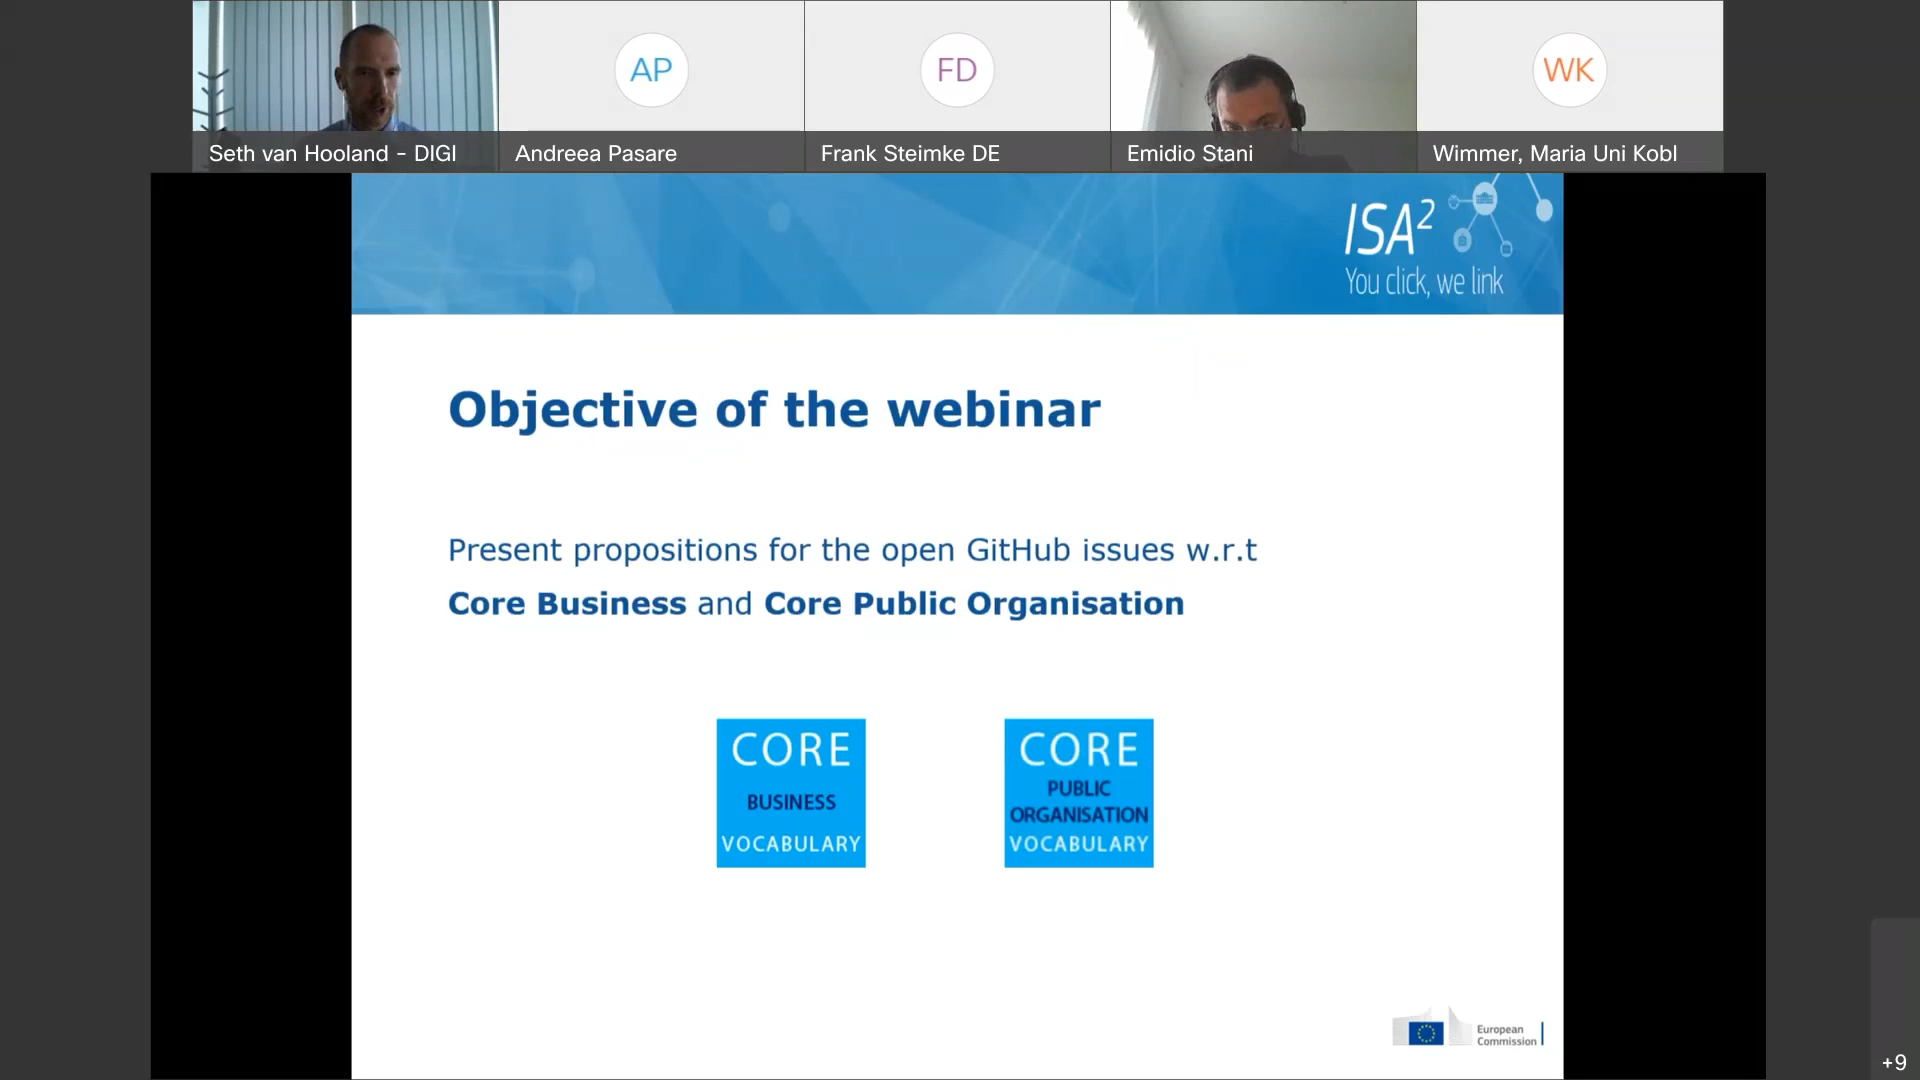 AP
FD
WK
Seth van Hooland - DIGI
Andreea Pasare
Frank Steimke DE
Emidio Stani
Wimmer, Maria Uni Kobl
ISA²
You click, we link
Objective of the webinar
Present propositions for the open GitHub issues w.r.t
Core Business and Core Public Organisation
CORE
BUSINESS
VOCABULARY
CORE
PUBLIC
ORGANISATION
VOCABULARY
European
Commission
+9